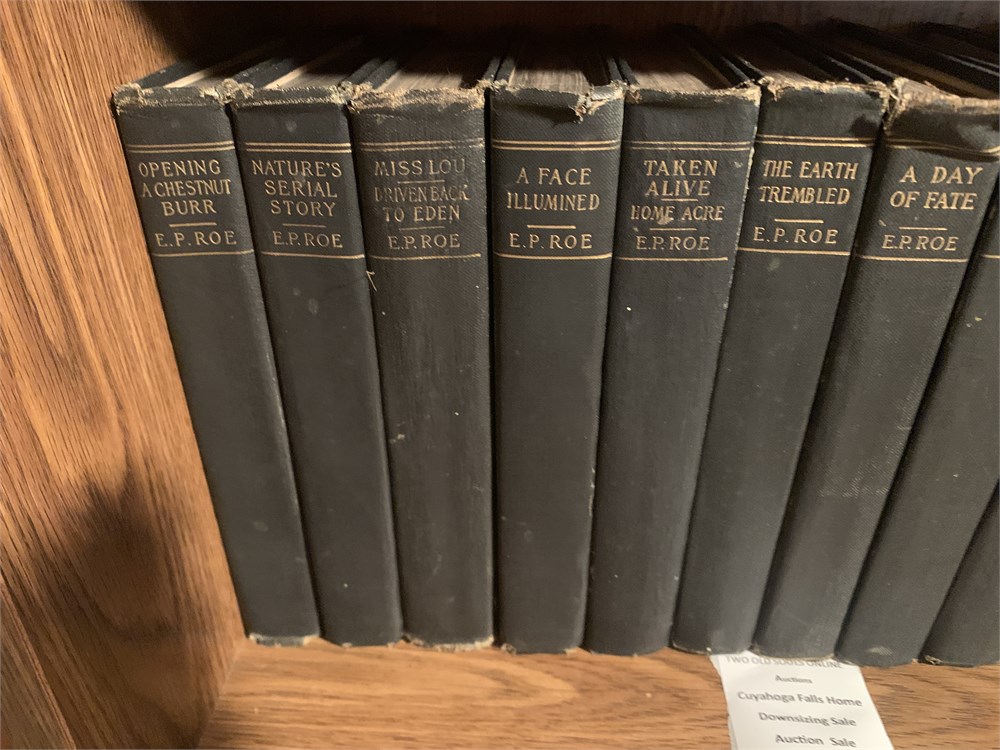 OPENING
A CHESTNUT
BURR
E.P. ROE
NATURE'S
SERIAL
STORY
E.P. ROE
MISS LOU
DRIVEN BACK
TO EDEN
E.P. ROE
A FACE
ILLUMINED
E.P. ROE
TAKEN
ALIVE
HOME ACRE
E.P. ROE
THE EARTH
TREMBLED
E.P. ROE
A DAY
OF FATE
E.P. ROE
TWO OLD SOULS ONLINE
Auctions
Cuyahoga Falls Home
Downsizing Sale
Auction Sale